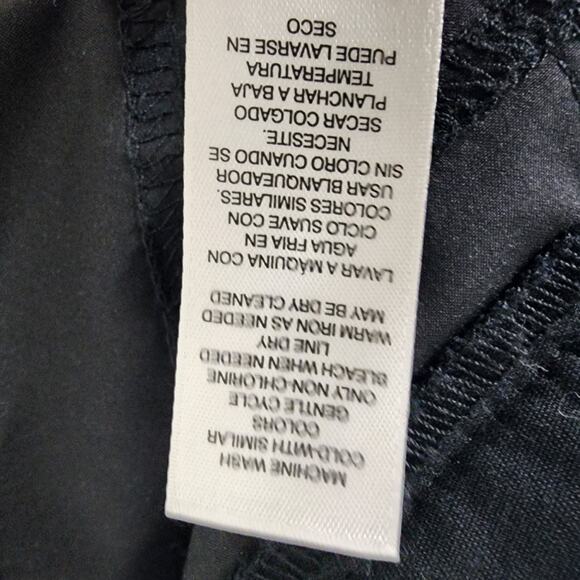 MACHINE WASH
COLD-WITH SIMILAR
COLORS
GENTLE CYCLE
ONLY NON-CHLORINE
BLEACH WHEN NEEDED
LINE DRY
WARM IRON AS NEEDED
MAY BE DRY CLEANED
LAVAR A MÁQUINA CON
AGUA FRIA EN
CICLO SUAVE CON
COLORES SIMILARES.
USAR BLANQUEADOR
SIN CLORO CUANDO SE
NECESITE.
SECAR COLGADO
PLANCHAR A BAJA
TEMPERATURA
PUEDE LAVARSE EN
SECO